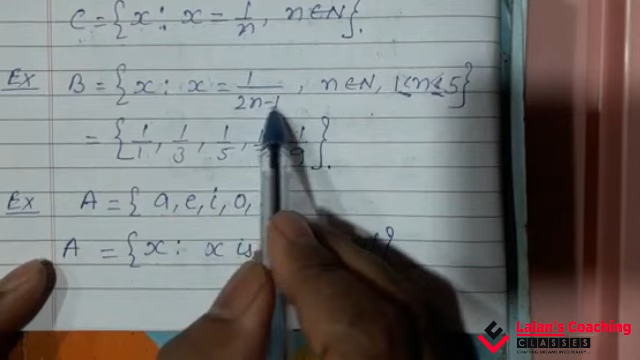 C = {x : x = 1/n, n∈N}.
Ex B = {x : x = 1/2n-1, n∈N, 1≤n≤5}
= {1/1, 1/3, 1/5, 1/9}.
Ex A = {a, e, i, o,
A = {x : x is }
Lalan's Coaching
CLASSES